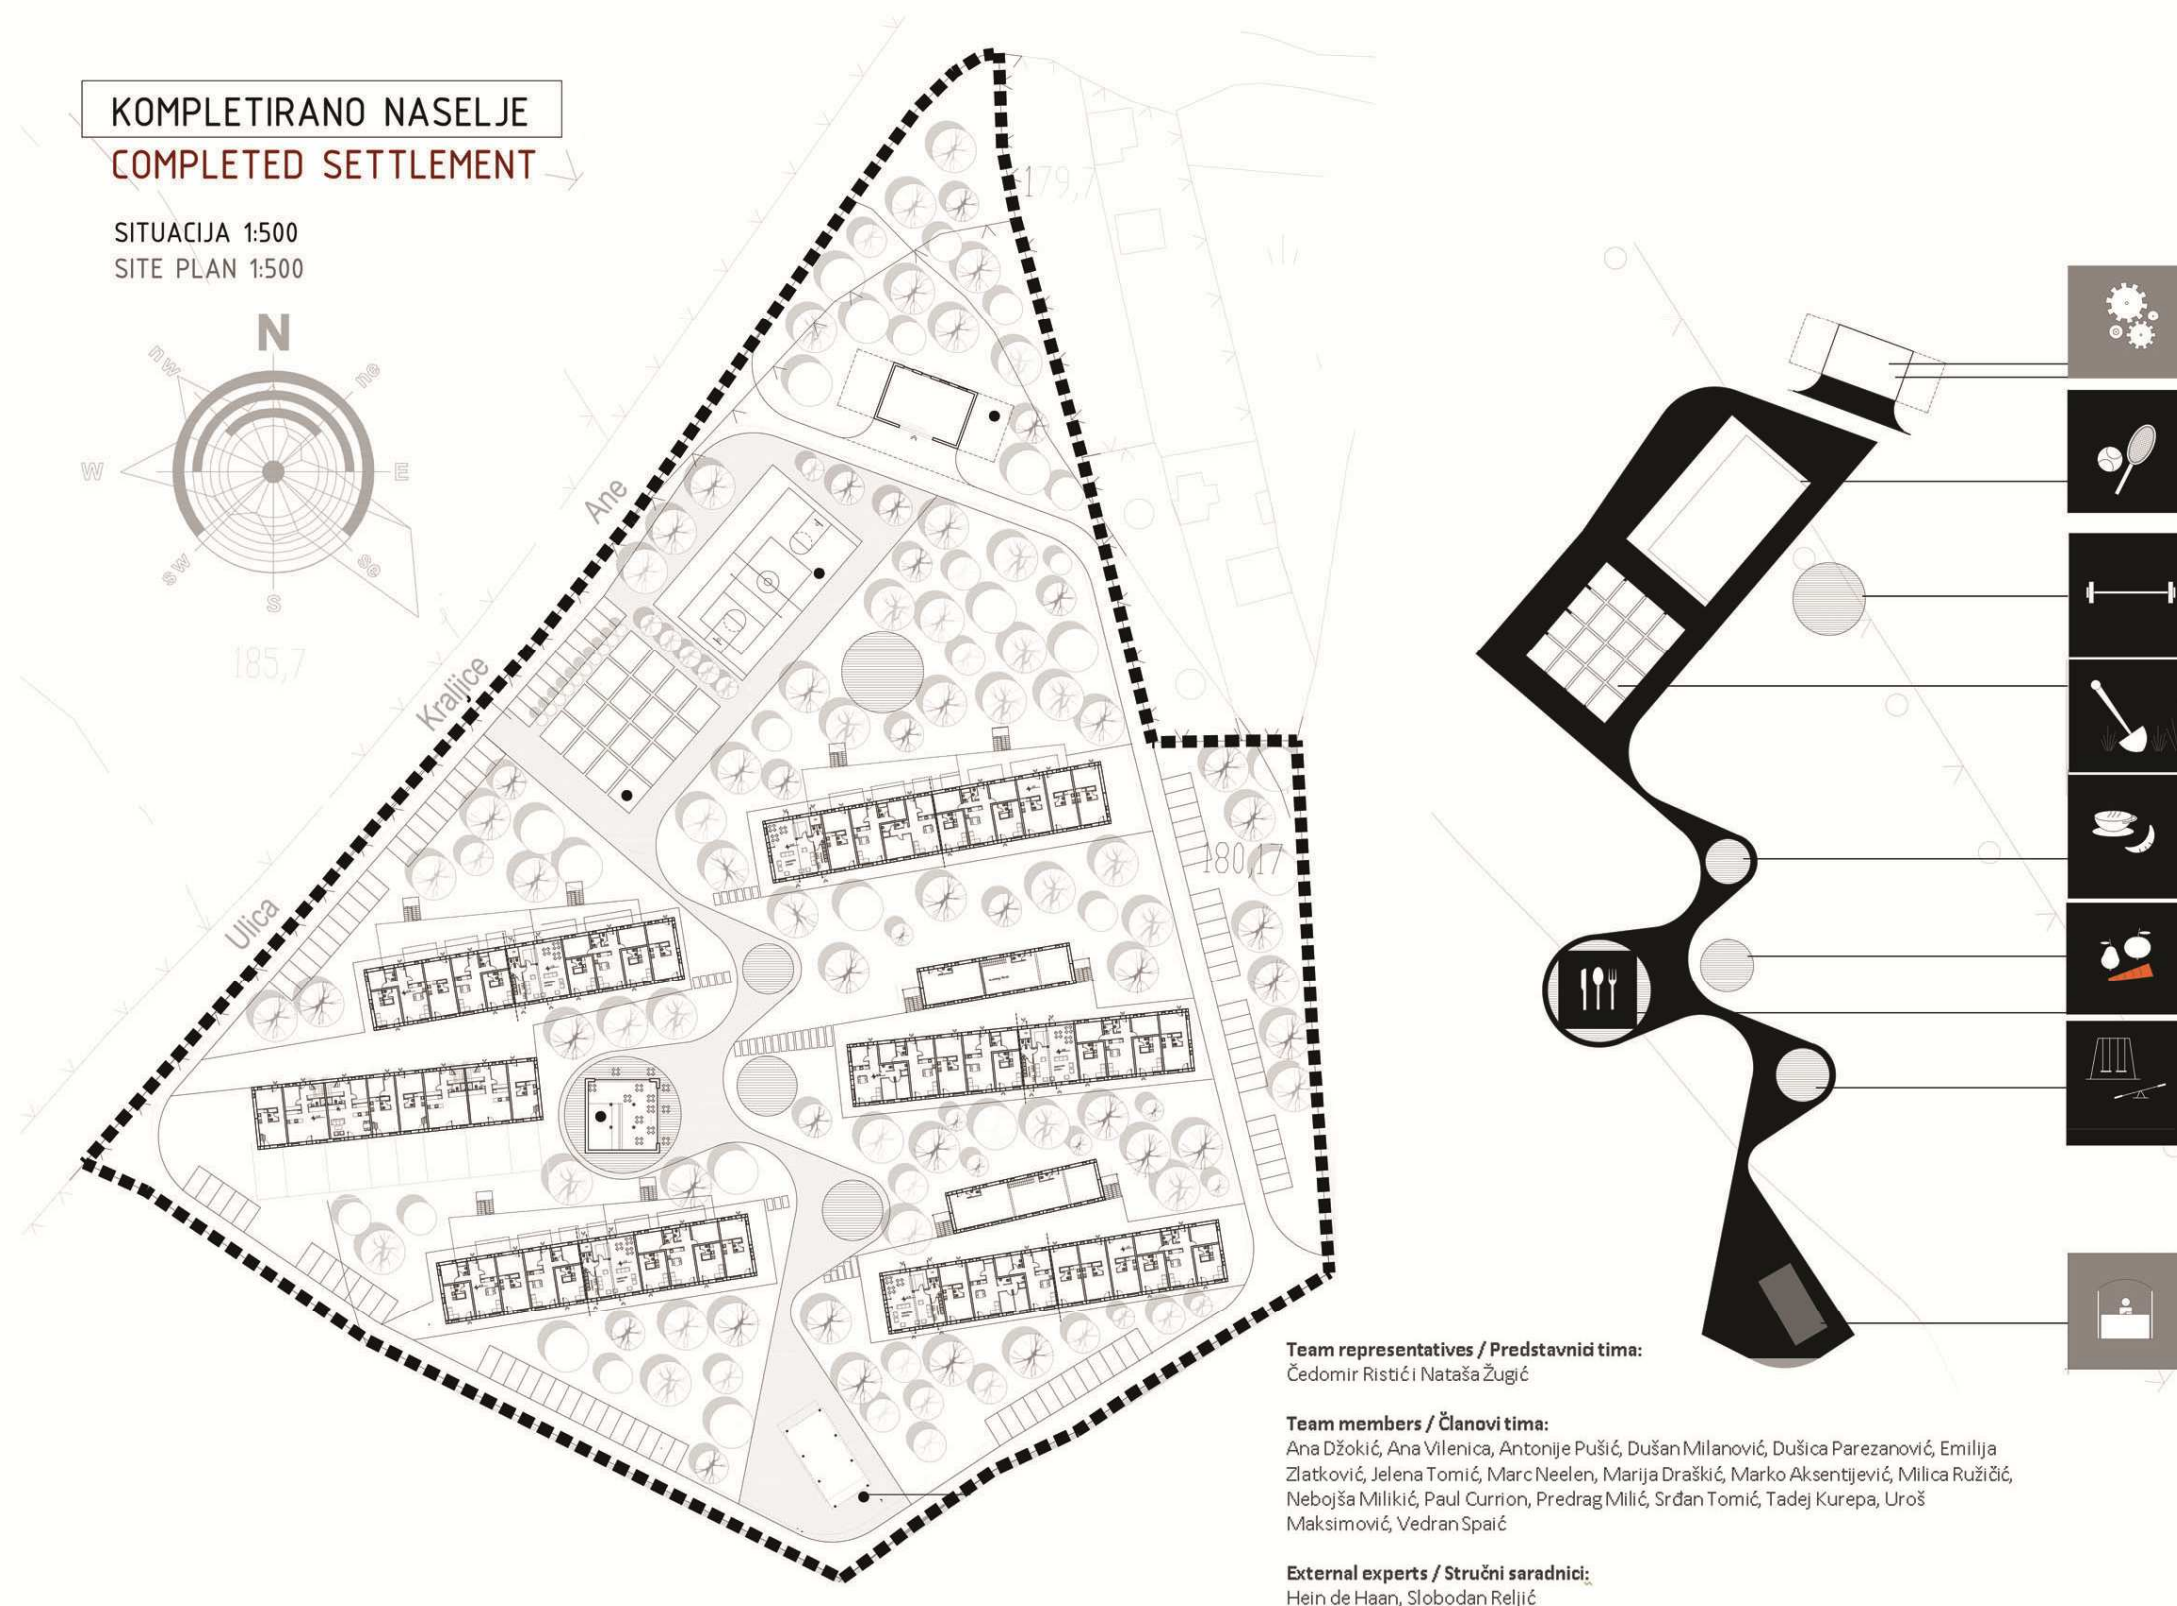 KOMPLETIRANO NASELJE
COMPLETED SETTLEMENT
SITUACIJA 1:500
SITE PLAN 1:500
N
nw
ne
W
E
sw
se
S
185,7
179,7
180,17
Ulica
Kraljice
Ane
Team representatives / Predstavnici tima:
Čedomir Ristić i Nataša Žugić
Team members / Članovi tima:
Ana Džokić, Ana Vilenica, Antonije Pušić, Dušan Milanović, Dušica Parezanović, Emilija
Zlatković, Jelena Tomić, Marc Neelen, Marija Draškić, Marko Aksentijević, Milica Ružičić,
Nebojša Milikić, Paul Currion, Predrag Milić, Srđan Tomić, Tadej Kurepa, Uroš
Maksimović, Vedran Spaić
External experts / Stručni saradnici:
Hein de Haan, Slobodan Reljić